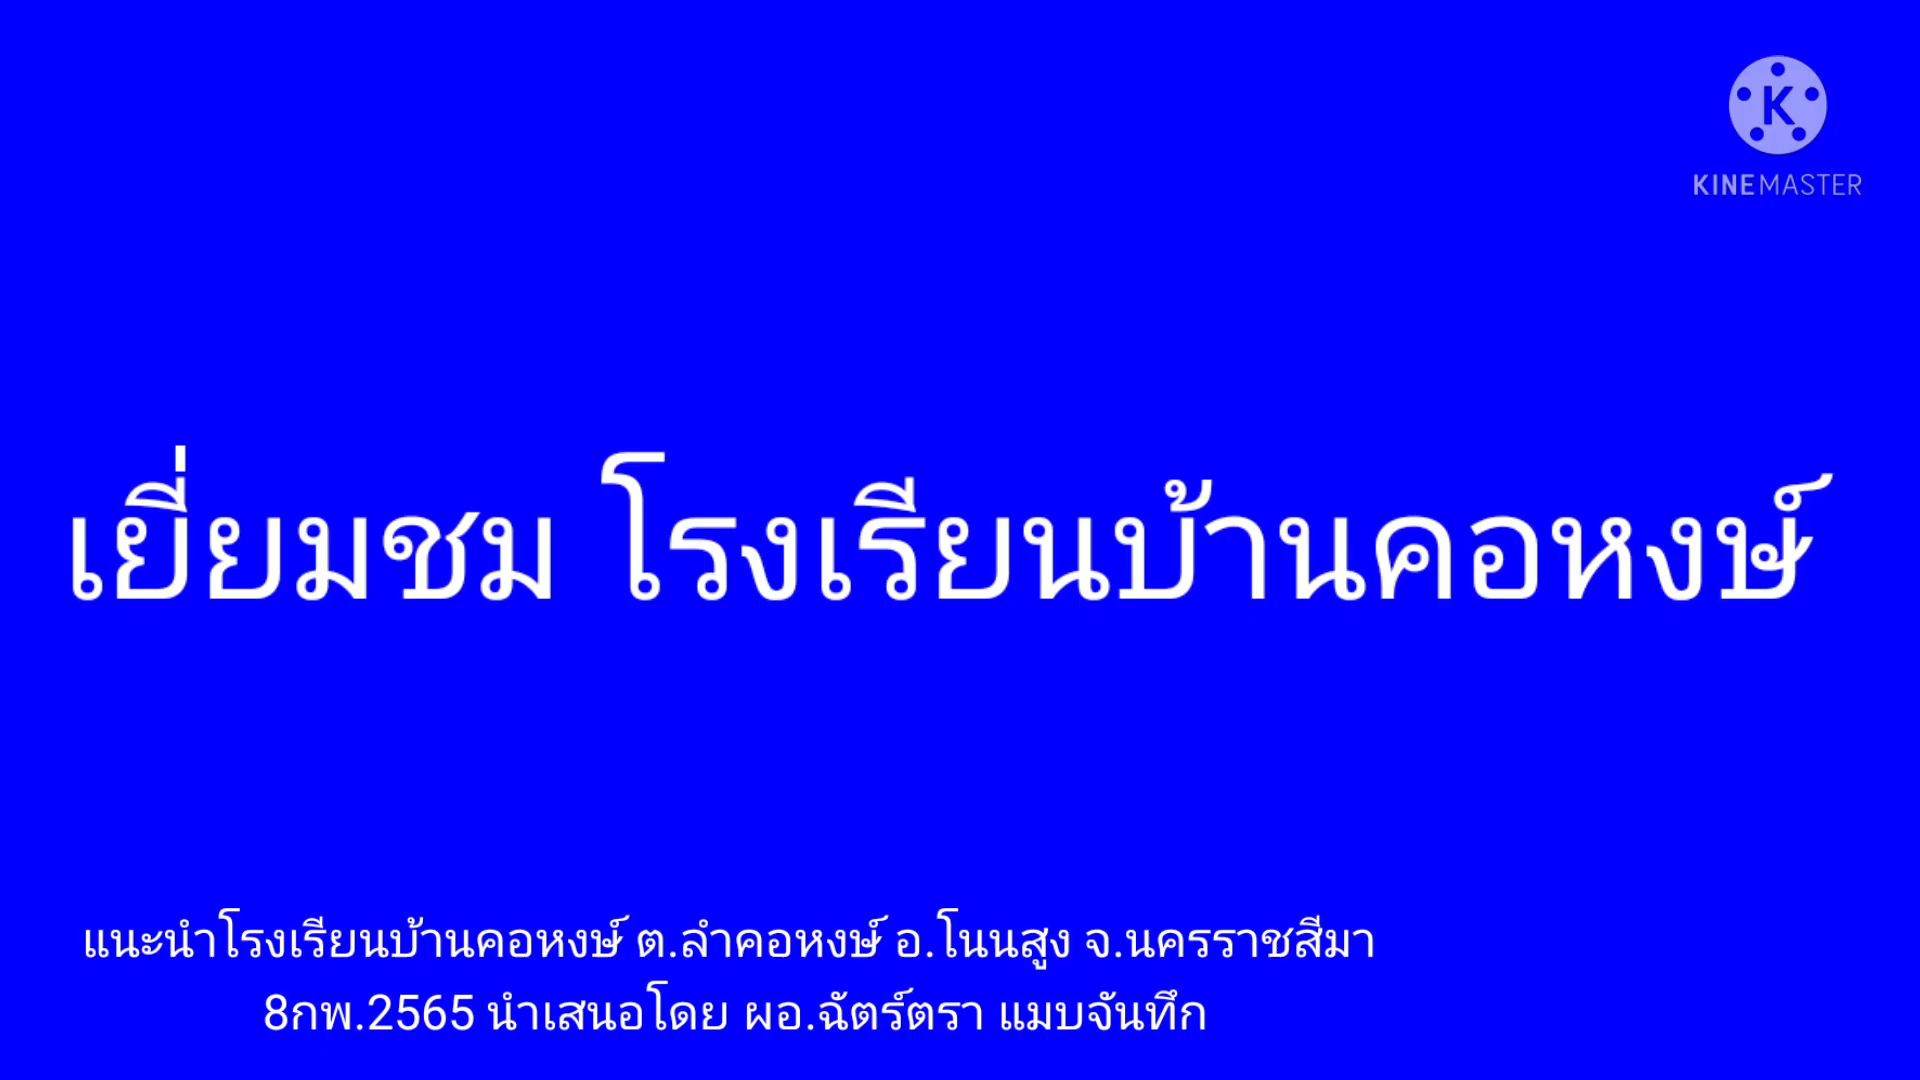 KINEMASTER
เยี่ยมชม โรงเรียนบ้านคอหงษ์
แนะนำโรงเรียนบ้านคอหงษ์ ต.ลำคอหงษ์ อ.โนนสูง จ.นครราชสีมา
8กพ.2565 นำเสนอโดย ผอ.ฉัตร์ตรา แมบจันทึก